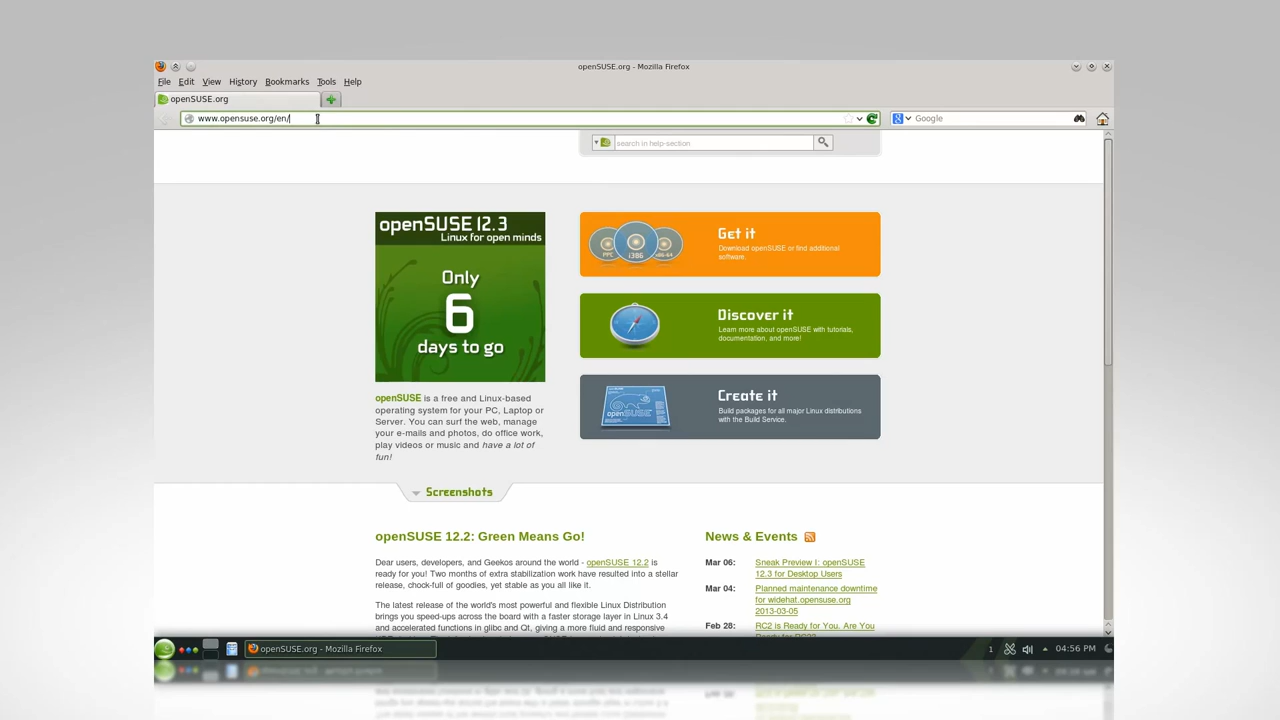 openSUSE.org - Mozilla Firefox
File Edit View History Bookmarks Tools Help
openSUSE.org
www.opensuse.org/en/
Google
search in help-section
openSUSE 12.3
Linux for open minds
Only
6
days to go
PPC
i386
x86-64
Get it
Download openSUSE or find additional
software.
Discover it
Learn more about openSUSE with tutorials,
documentation, and more!
openSUSE
Create it
Build packages for all major Linux distributions
with the Build Service.
openSUSE is a free and Linux-based
operating system for your PC, Laptop or
Server. You can surf the web, manage
your e-mails and photos, do office work,
play videos or music and have a lot of
fun!
Screenshots
openSUSE 12.2: Green Means Go!
Dear users, developers, and Geekos around the world - openSUSE 12.2 is
ready for you! Two months of extra stabilization work have resulted into a stellar
release, chock-full of goodies, yet stable as you all like it.
The latest release of the world's most powerful and flexible Linux Distribution
brings you speed-ups across the board with a faster storage layer in Linux 3.4
and accelerated functions in glibc and Qt, giving a more fluid and responsive
News & Events
Mar 06: Sneak Preview I: openSUSE
12.3 for Desktop Users
Mar 04: Planned maintenance downtime
for widehat.opensuse.org
2013-03-05
Feb 28: RC2 is Ready for You. Are You
Ready for RC2?
openSUSE.org - Mozilla Firefox
1
04:56 PM